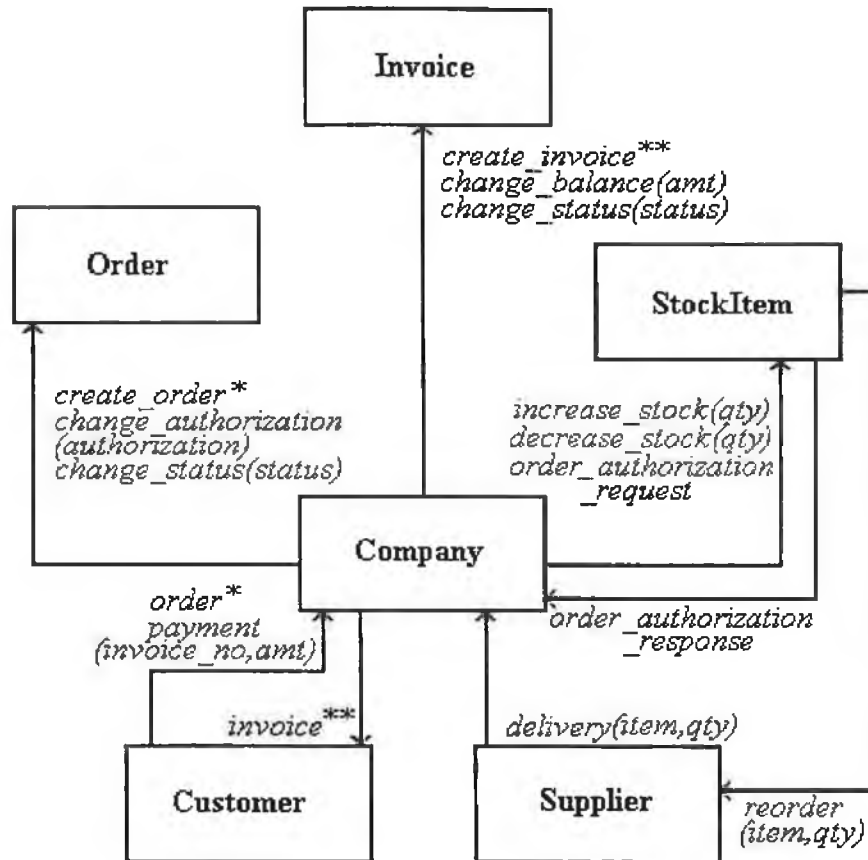 Invoice
create_invoice**
change_balance(amt)
change_status(status)
Order
StockItem
create_order*
change_authorization
(authorization)
change_status(status)
increase_stock(qty)
decrease_stock(qty)
order_authorization
_request
Company
order*
payment
(invoice_no,amt)
order_authorization
_response
invoice**
delivery(item,qty)
Customer
Supplier
reorder
(item,qty)